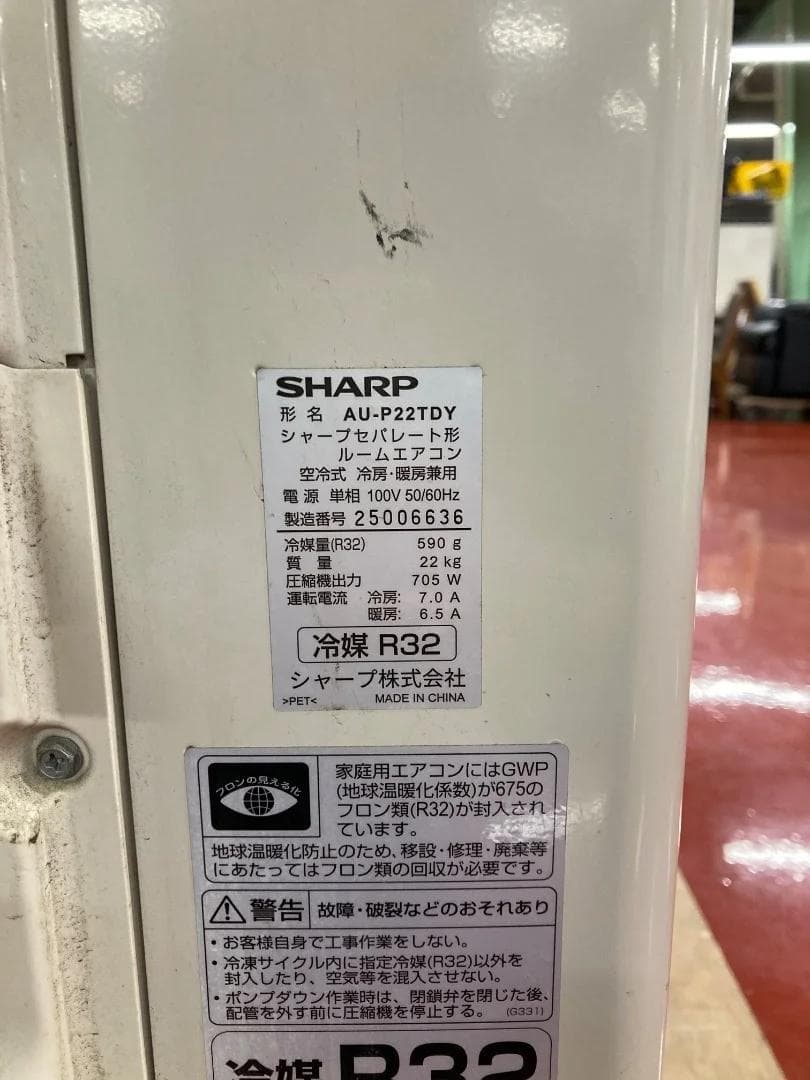 SHARP
形名 AU-P22TDY
シャープセパレート形
ルームエアコン
空冷式 冷房・暖房兼用
電源 単相 100V 50/60Hz
製造番号 25006636
冷媒量(R32) 590 g
質量 22 kg
圧縮機出力 705 W
運転電流 冷房: 7.0 A
暖房: 6.5 A
冷媒 R32
シャープ株式会社
>PET< MADE IN CHINA
フロンの見える化
家庭用エアコンにはGWP
(地球温暖化係数)が675の
フロン類(R32)が封入され
ています。
地球温暖化防止のため、移設・修理・廃棄等
にあたってはフロン類の回収が必要です。
警告 故障・破裂などのおそれあり
・お客様自身で工事作業をしない。
・冷凍サイクル内に指定冷媒(R32)以外を
封入したり、空気等を混入させない。
・ポンプダウン作業時は、閉鎖弁を閉じた後、
配管を外す前に圧縮機を停止する。 (G331)
冷媒 R32